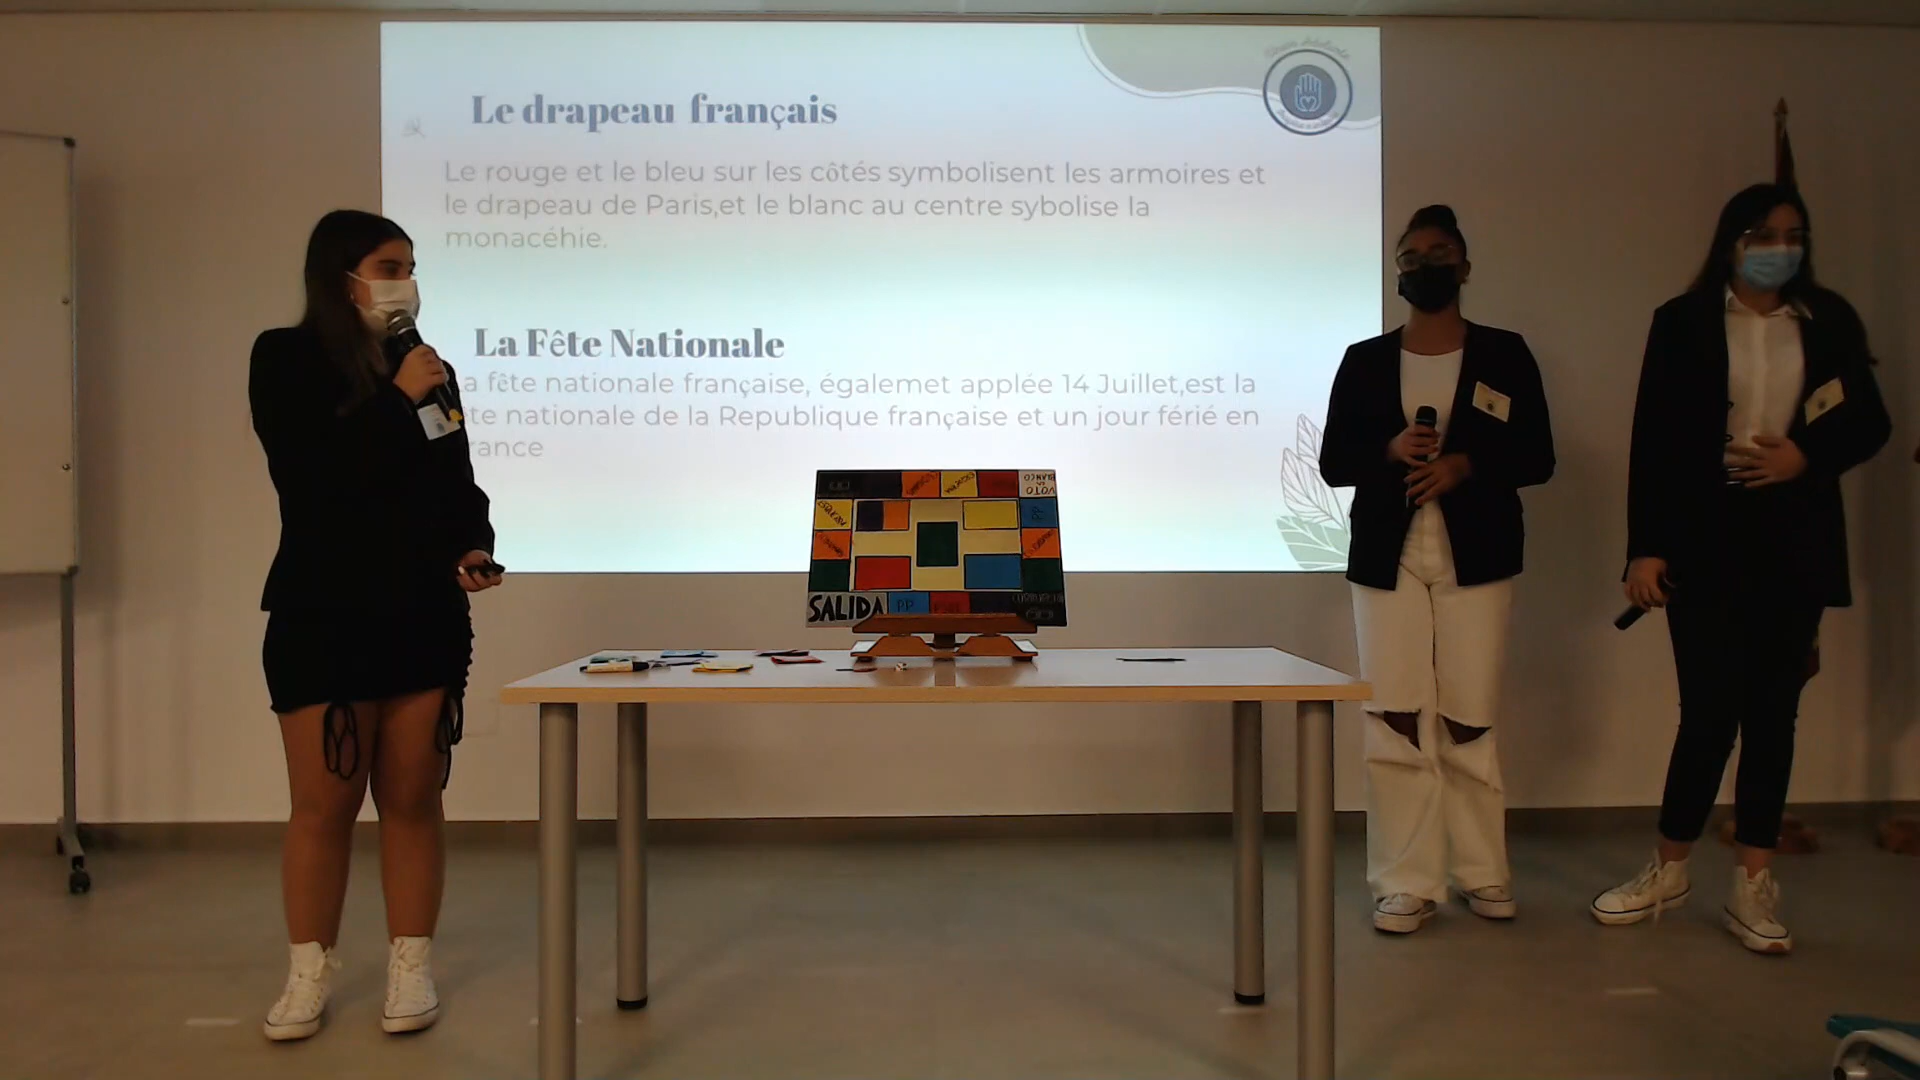 Le drapeau français
Le rouge et le bleu sur les côtés symbolisent les armoires et
le drapeau de Paris,et le blanc au centre sybolise la
monacéhie.
La Fête Nationale
a fête nationale française, égalemet applée 14 Juillet,est la
te nationale de la Republique française et un jour férié en
rance
VOTO
EN
BLANCO
PP
SALIDA
P.P